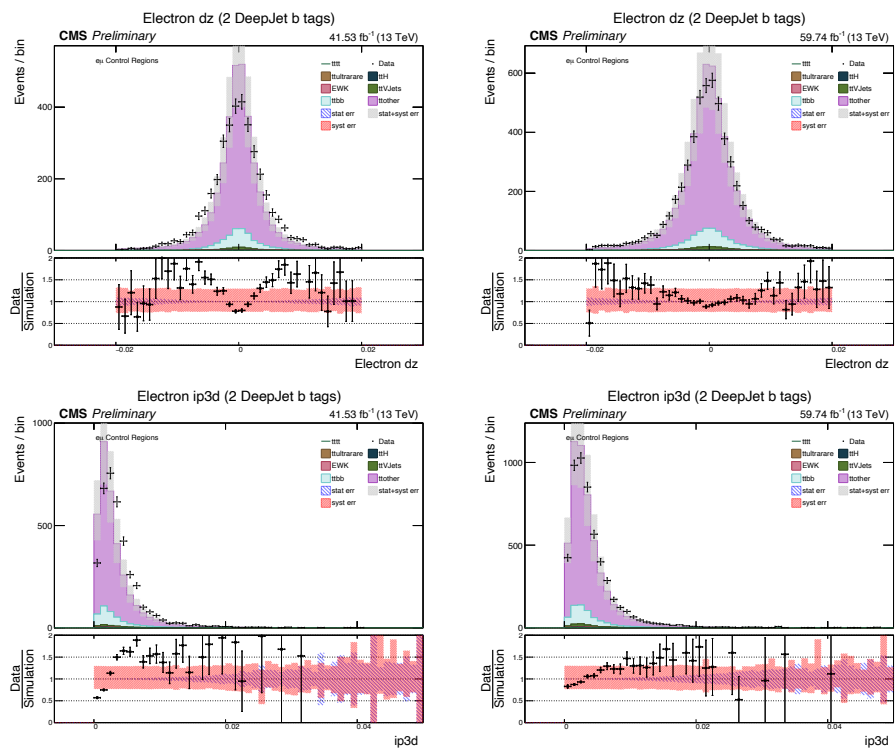 Electron dz (2 DeepJet b tags)
CMS Preliminary
41.53 fb⁻¹ (13 TeV)
Events / bin
eμ Control Regions
tttt
Data
ttultrarare
ttH
EWK
ttVJets
ttbb
ttother
stat err
stat+syst err
syst err
400
200
0
Data
Simulation
2
1.5
1
0.5
0
−0.02
0
0.02
Electron dz
Electron dz (2 DeepJet b tags)
CMS Preliminary
59.74 fb⁻¹ (13 TeV)
Events / bin
eμ Control Regions
tttt
Data
ttultrarare
ttH
EWK
ttVJets
ttbb
ttother
stat err
stat+syst err
syst err
600
400
200
0
Data
Simulation
2
1.5
1
0.5
0
−0.02
0
0.02
Electron dz
Electron ip3d (2 DeepJet b tags)
CMS Preliminary
41.53 fb⁻¹ (13 TeV)
Events / bin
eμ Control Regions
tttt
Data
ttultrarare
ttH
EWK
ttVJets
ttbb
ttother
stat err
stat+syst err
syst err
1000
500
0
Data
Simulation
2
1.5
1
0.5
0
0
0.02
0.04
ip3d
Electron ip3d (2 DeepJet b tags)
CMS Preliminary
59.74 fb⁻¹ (13 TeV)
Events / bin
eμ Control Regions
tttt
Data
ttultrarare
ttH
EWK
ttVJets
ttbb
ttother
stat err
stat+syst err
syst err
1000
500
0
Data
Simulation
2
1.5
1
0.5
0
0
0.02
0.04
ip3d